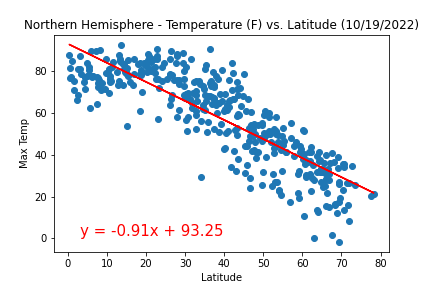 Northern Hemisphere - Temperature (F) vs. Latitude (10/19/2022)
80
60
40
20
0
Max Temp
y = -0.91x + 93.25
0 10 20 30 40 50 60 70 80
Latitude